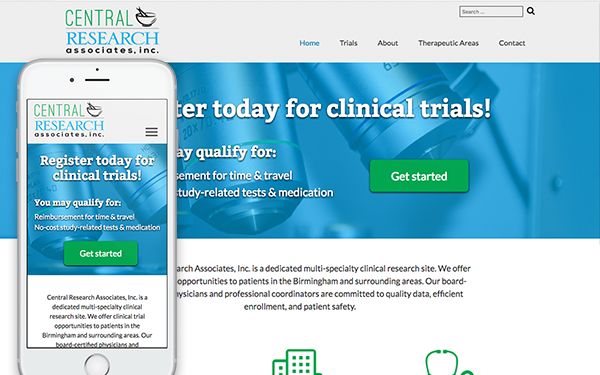 CENTRAL
RESEARCH
associates, inc.
Search ...
Home Trials About Therapeutic Areas Contact
ter today for clinical trials!
ay qualify for:
sement for time & travel
study-related tests & medication
Get started
arch Associates, Inc. is a dedicated multi-specialty clinical research site. We offer
opportunities to patients in the Birmingham and surrounding areas. Our board-
hysicians and professional coordinators are committed to quality data, efficient
enrollment, and patient safety.
CENTRAL
RESEARCH
associates, inc.
Register today for
clinical trials!
You may qualify for:
Reimbursement for time & travel
No-cost study-related tests & medication
Get started
Central Research Associates, Inc. is a
dedicated multi-specialty clinical
research site. We offer clinical trial
opportunities to patients in the
Birmingham and surrounding areas. Our
board-certified physicians and